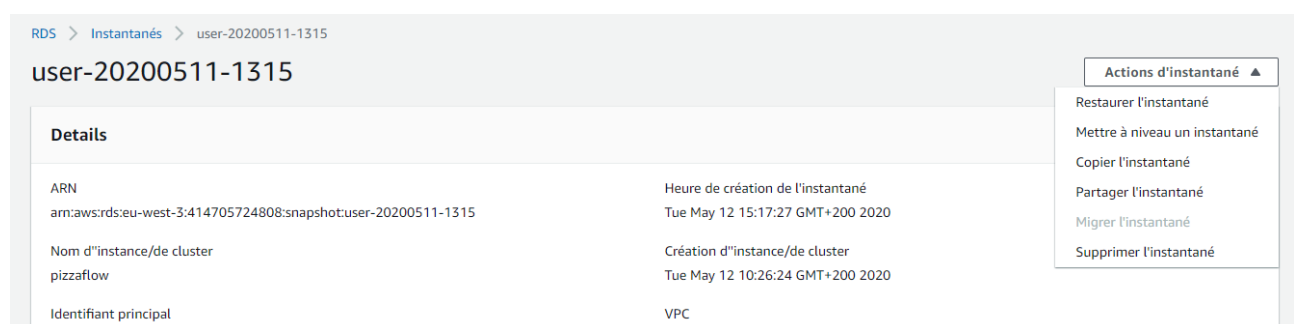 RDS > Instantanés > user-20200511-1315
user-20200511-1315
Actions d'instantané
Restaurer l'instantané
Mettre à niveau un instantané
Copier l'instantané
Partager l'instantané
Migrer l'instantané
Supprimer l'instantané
Details
ARN
arn:aws:rds:eu-west-3:414705724808:snapshot:user-20200511-1315
Heure de création de l'instantané
Tue May 12 15:17:27 GMT+200 2020
Nom d''instance/de cluster
pizzaflow
Création d''instance/de cluster
Tue May 12 10:26:24 GMT+200 2020
Identifiant principal
VPC